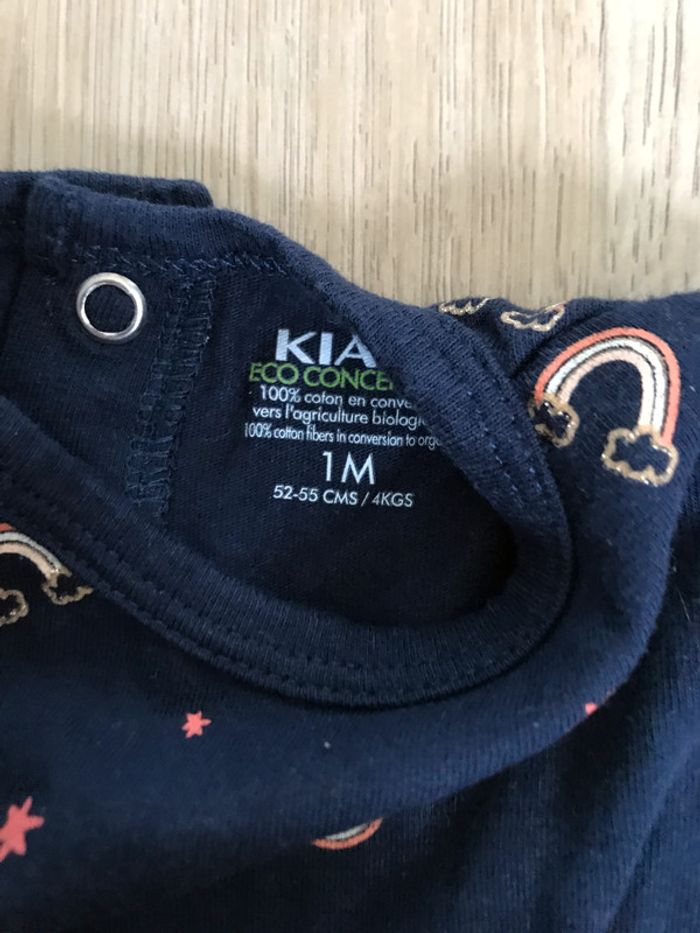 KIA
ECO CONCE
100% coton en conve
vers l'agriculture biologi
100% cotton fibers in conversion to orga
1M
52-55 CMS / 4KGS